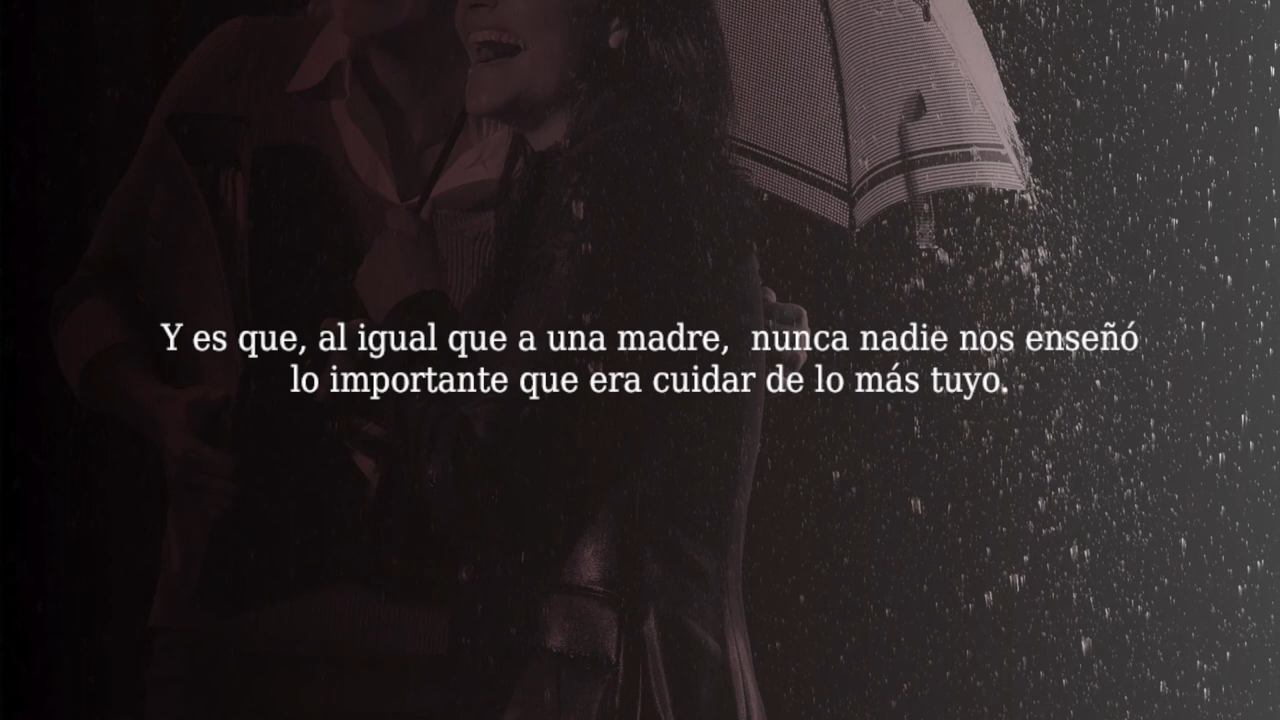 Y es que, al igual que a una madre,  nunca nadie nos enseñó
lo importante que era cuidar de lo más tuyo.